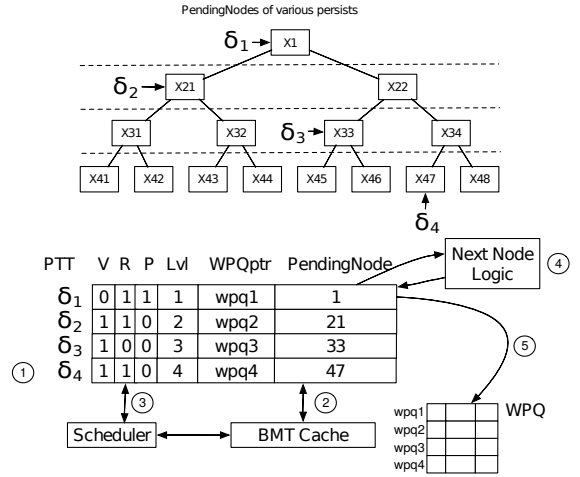 PendingNodes of various persists
δ1 X1
δ2 X21 X22
X31 X32 δ3 X33 X34
X41 X42 X43 X44 X45 X46 X47 X48
δ4
PTT V R P Lvl WPQptr PendingNode
Next Node
Logic
4
δ1 0 1 1 1 wpq1 1
δ2 1 1 0 2 wpq2 21
δ3 1 0 0 3 wpq3 33
1 δ4 1 1 0 4 wpq4 47
5
3 2
Scheduler BMT Cache
wpq1 WPQ
wpq2
wpq3
wpq4